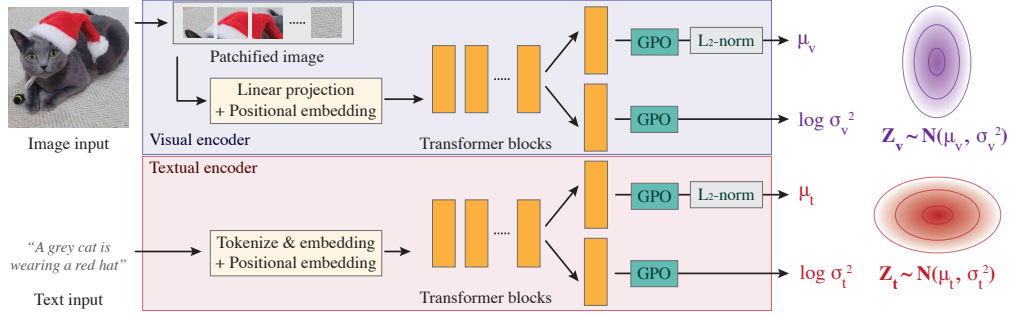 Patchified image
Linear projection
+ Positional embedding
.....
.....
Transformer blocks
GPO
L₂-norm
μᵥ
GPO
log σᵥ²
Visual encoder
Image input
Zᵥ ~ N(μᵥ, σᵥ²)
Textual encoder
“A grey cat is
wearing a red hat”
Text input
Tokenize & embedding
+ Positional embedding
.....
Transformer blocks
GPO
L₂-norm
μₜ
GPO
log σₜ²
Zₜ ~ N(μₜ, σₜ²)